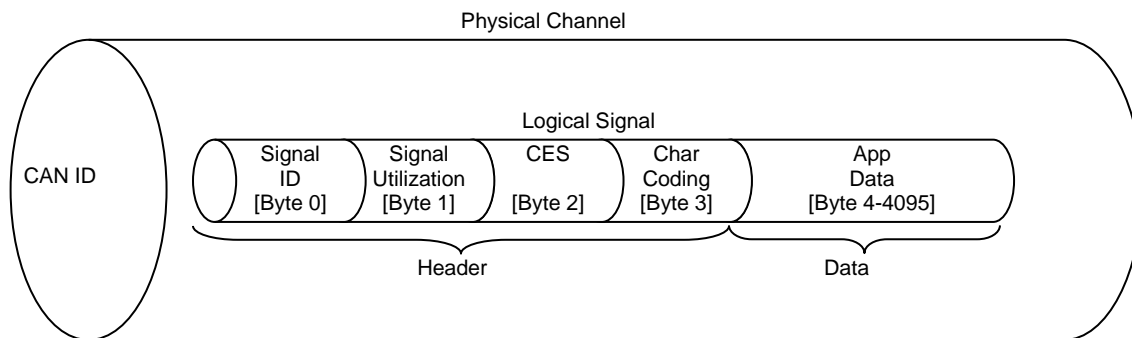 Physical Channel
Logical Signal
CAN ID
Signal
ID
[Byte 0]
Signal
Utilization
[Byte 1]
CES
[Byte 2]
Char
Coding
[Byte 3]
App
Data
[Byte 4-4095]
Header
Data